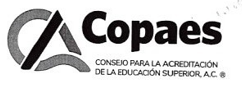 Copaes
CONSEJO PARA LA ACREDITACIÓN
DE LA EDUCACIÓN SUPERIOR, A.C. ®